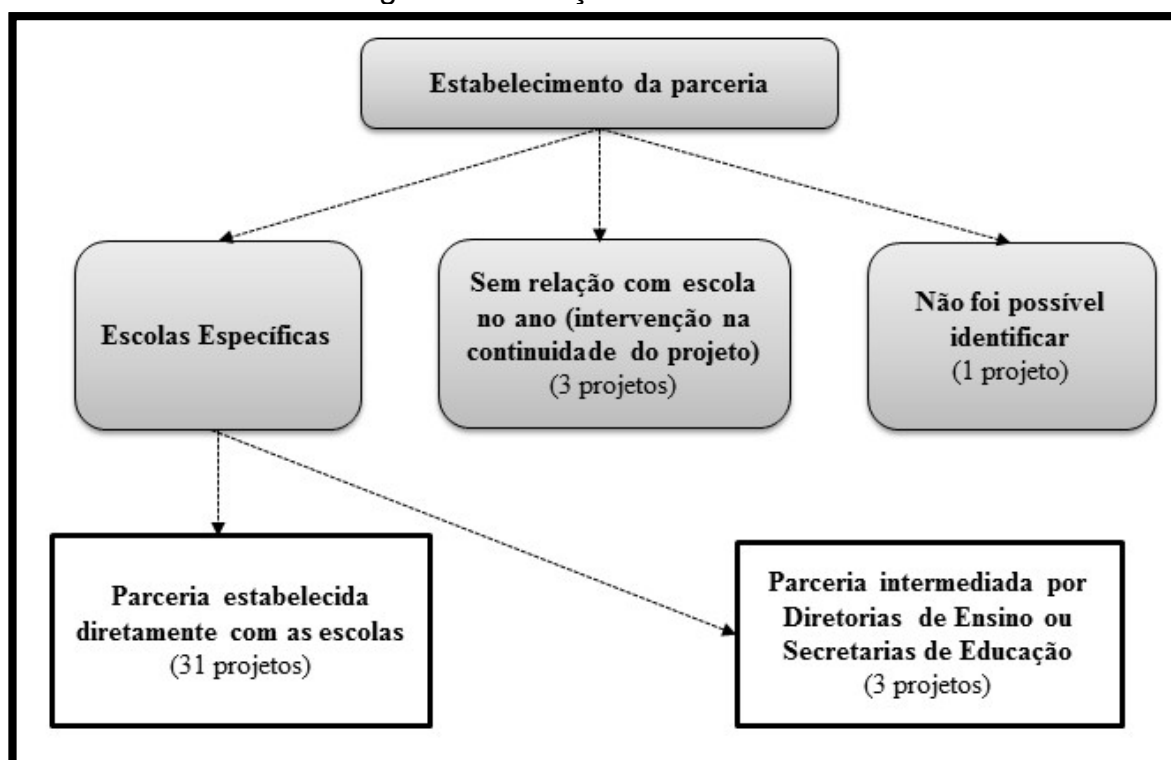 Estabelecimento da parceria
Escolas Específicas
Sem relação com escola
no ano (intervenção na
continuidade do projeto)
(3 projetos)
Não foi possível
identificar
(1 projeto)
Parceria estabelecida
diretamente com as escolas
(31 projetos)
Parceria intermediada por
Diretorias de Ensino ou
Secretarias de Educação
(3 projetos)